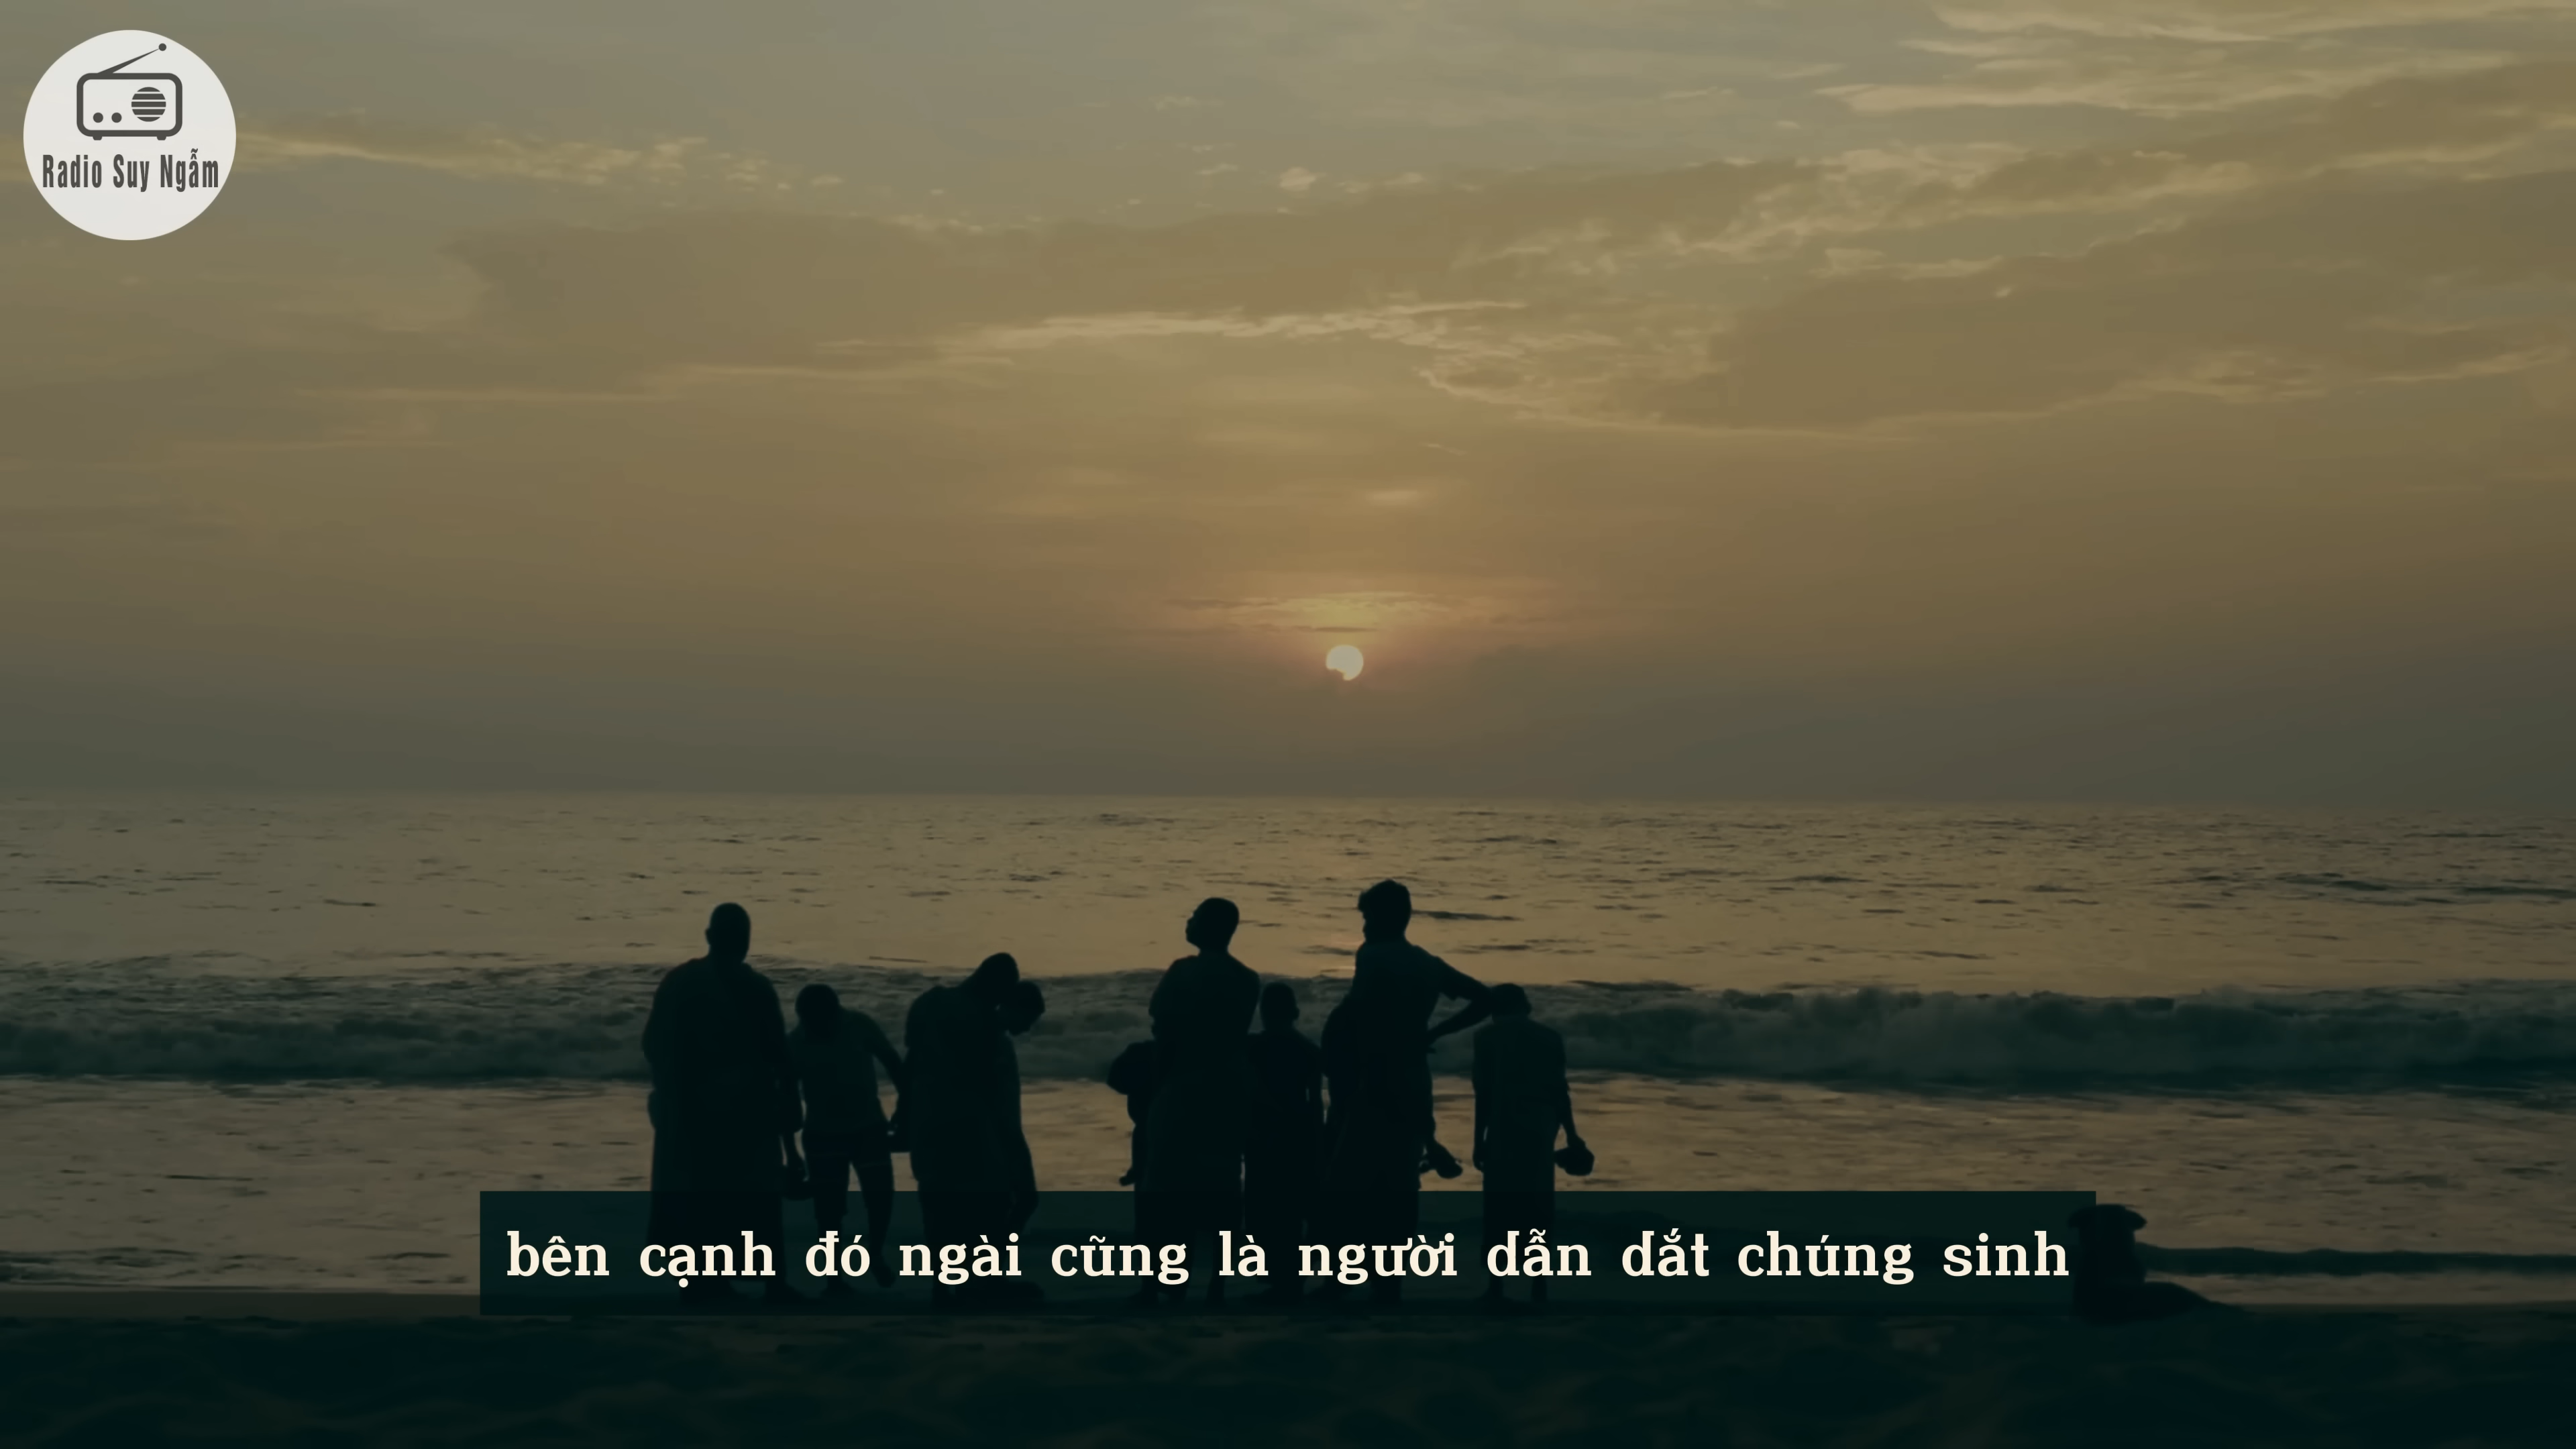 Radio Suy Ngẫm
bên cạnh đó ngài cũng là người dẫn dắt chúng sinh